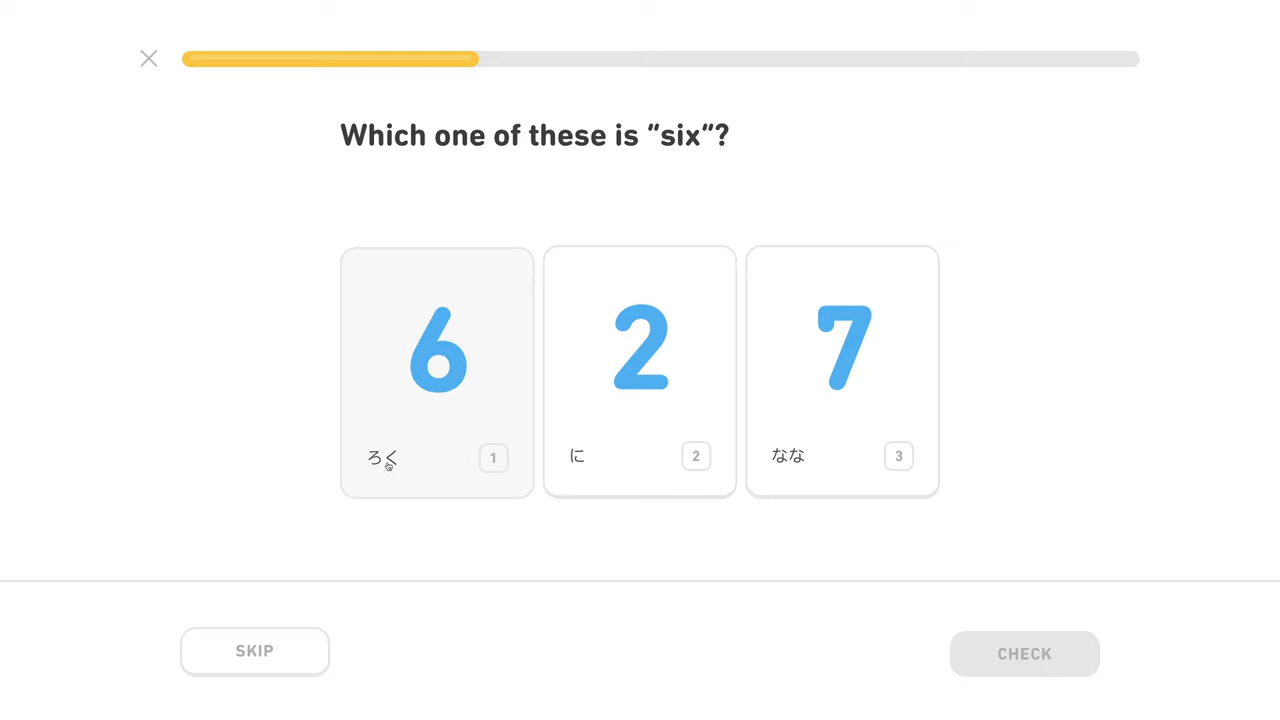 Which one of these is “six”?
6
2
7
ろく 1
に 2
なな 3
SKIP
CHECK